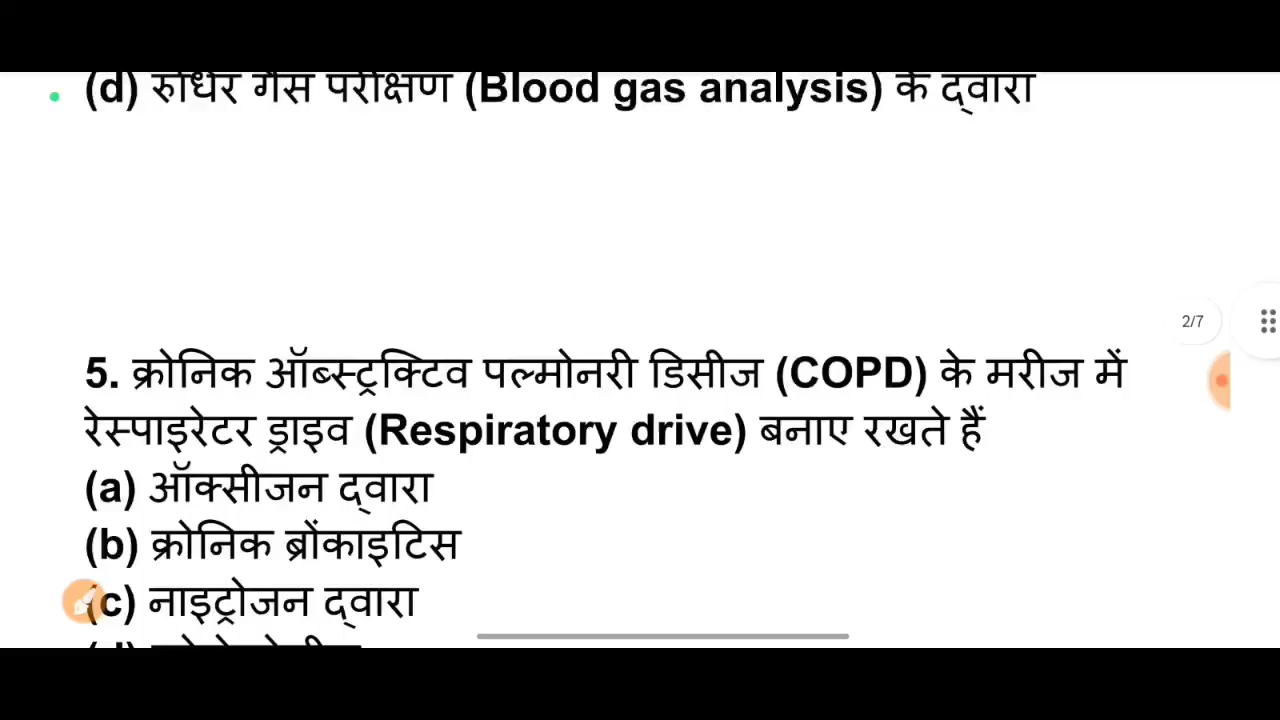 (d) रुधिर गैस परीक्षण (Blood gas analysis) के द्वारा
2/7
5. क्रोनिक ऑब्स्ट्रक्टिव पल्मोनरी डिसीज (COPD) के मरीज में
रेस्पाइरेटर ड्राइव (Respiratory drive) बनाए रखते हैं
(a) ऑक्सीजन द्वारा
(b) क्रोनिक ब्रोंकाइटिस
(c) नाइट्रोजन द्वारा